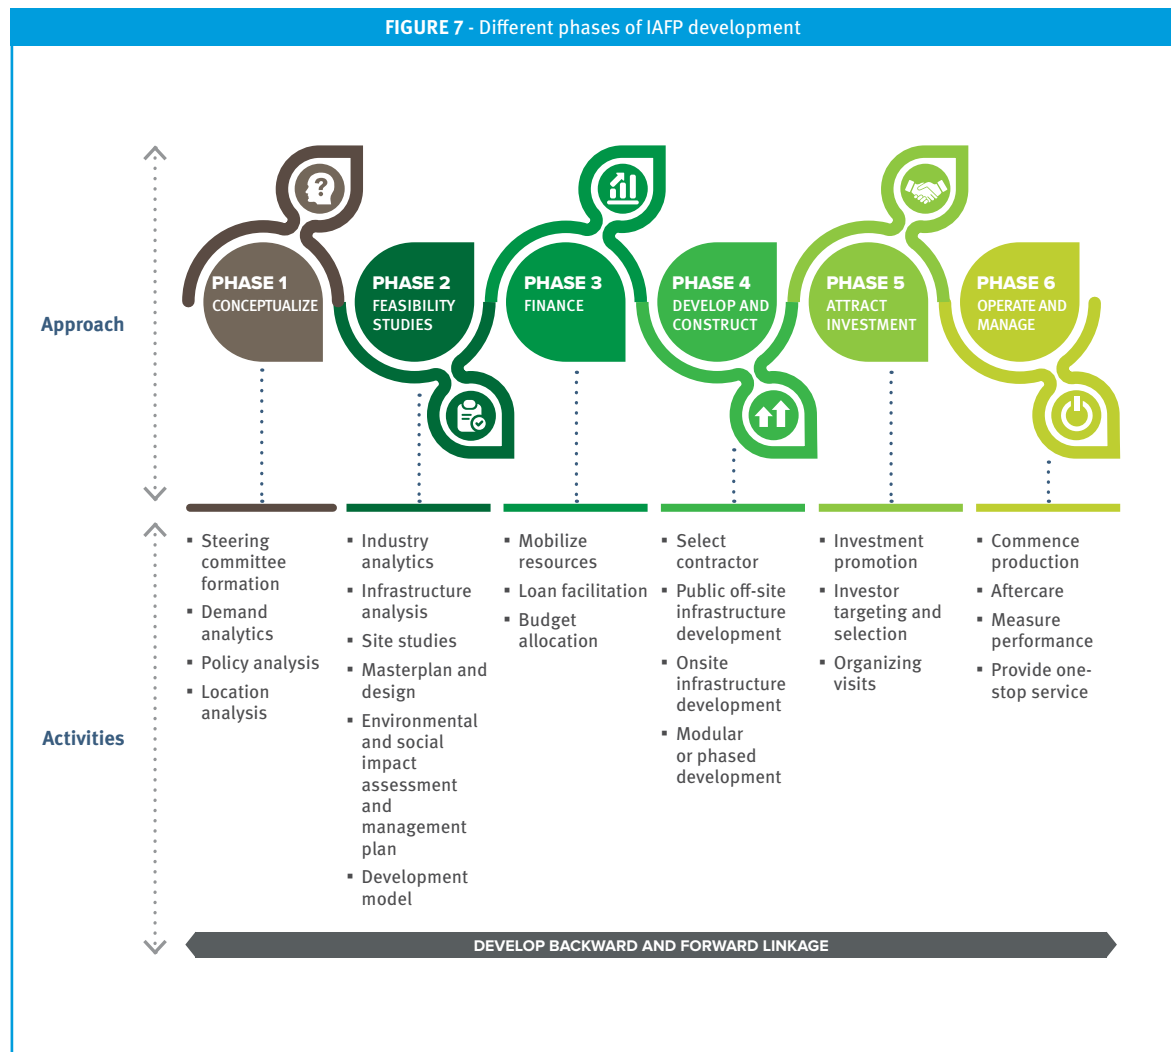 FIGURE 7 - Different phases of IAFP development
Approach
PHASE 1
CONCEPTUALIZE
PHASE 2
FEASIBILITY
STUDIES
PHASE 3
FINANCE
PHASE 4
DEVELOP AND
CONSTRUCT
PHASE 5
ATTRACT
INVESTMENT
PHASE 6
OPERATE AND
MANAGE
?
Activities
▪ Steering
committee
formation
▪ Demand
analytics
▪ Policy analysis
▪ Location
analysis
▪ Industry
analytics
▪ Infrastructure
analysis
▪ Site studies
▪ Masterplan and
design
▪ Environmental
and social
impact
assessment
and
management
plan
▪ Development
model
▪ Mobilize
resources
▪ Loan facilitation
▪ Budget
allocation
▪ Select
contractor
▪ Public off-site
infrastructure
development
▪ Onsite
infrastructure
development
▪ Modular
or phased
development
▪ Investment
promotion
▪ Investor
targeting and
selection
▪ Organizing
visits
▪ Commence
production
▪ Aftercare
▪ Measure
performance
▪ Provide one-
stop service
DEVELOP BACKWARD AND FORWARD LINKAGE